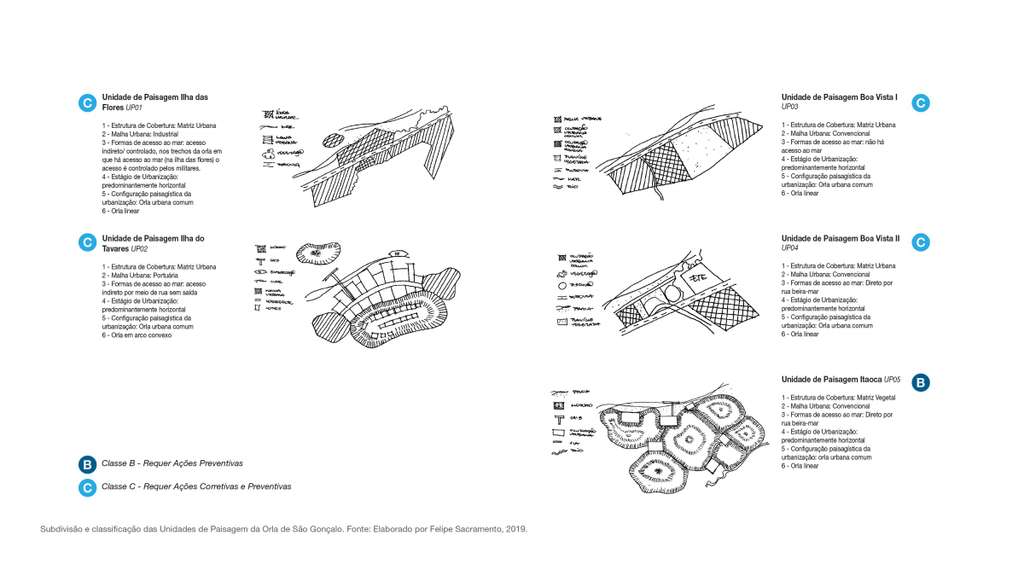 C
Unidade de Paisagem Ilha das
Flores UP01
1 - Estrutura de Cobertura: Matriz Urbana
2 - Malha Urbana: Industrial
3 - Formas de acesso ao mar: acesso
indireto/ controlado, nos trechos da orla em
que há acesso ao mar (na ilha das flores) o
acesso é controlado pelos militares.
4 - Estágio de Urbanização:
predominantemente horizontal
5 - Configuração paisagística da
urbanização: Orla urbana comum
6 - Orla linear
C
Unidade de Paisagem Ilha do
Tavares UP02
1 - Estrutura de Cobertura: Matriz Urbana
2 - Malha Urbana: Portuária
3 - Formas de acesso ao mar: acesso
indireto por meio de rua sem saída
4 - Estágio de Urbanização:
predominantemente horizontal
5 - Configuração paisagística da
urbanização: Orla urbana comum
6 - Orla em arco convexo
Unidade de Paisagem Boa Vista I
UP03
C
1 - Estrutura de Cobertura: Matriz Urbana
2 - Malha Urbana: Convencional
3 - Formas de acesso ao mar: não há
acesso ao mar
4 - Estágio de Urbanização:
predominantemente horizontal
5 - Configuração paisagística da
urbanização: Orla urbana comum
6 - Orla linear
Unidade de Paisagem Boa Vista II
UP04
C
1 - Estrutura de Cobertura: Matriz Urbana
2 - Malha Urbana: Convencional
3 - Formas de acesso ao mar: Direto por
rua beira-mar
4 - Estágio de Urbanização:
predominantemente horizontal
5 - Configuração paisagística da
urbanização: Orla urbana comum
6 - Orla linear
ETE
Unidade de Paisagem Itaoca UP05
B
1 - Estrutura de Cobertura: Matriz Vegetal
2 - Malha Urbana: Convencional
3 - Formas de acesso ao mar: Direto por
rua beira-mar
4 - Estágio de Urbanização:
predominantemente horizontal
5 - Configuração paisagística da
urbanização: orla urbana comum
6 - Orla linear
B
Classe B - Requer Ações Preventivas
C
Classe C - Requer Ações Corretivas e Preventivas
Subdivisão e classificação das Unidades de Paisagem da Orla de São Gonçalo. Fonte: Elaborado por Felipe Sacramento, 2019.